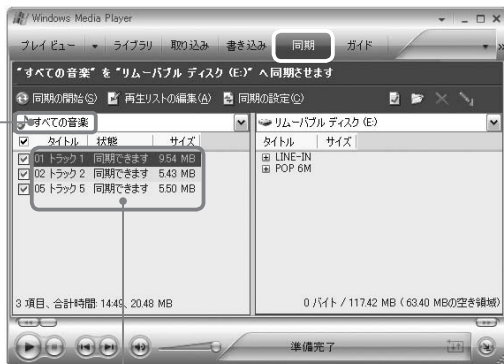 Windows Media Player
プレイ ビュー ライブラリ 取り込み 書き込み 同期 ガイド
"すべての音楽" を "リムーバブル ディスク (E:)" へ同期させます
同期の開始(S) 再生リストの編集(A) 同期の設定(C)
すべての音楽
リムーバブル ディスク (E:)
タイトル 状態 サイズ
タイトル サイズ
01 トラック 1 同期できます 9.54 MB
02 トラック 2 同期できます 5.43 MB
05 トラック 5 同期できます 5.50 MB
LINE-IN
POP 6M
3 項目、合計時間: 14:49、20.48 MB
0 バイト / 117.42 MB (63.40 MBの空き領域)
準備完了